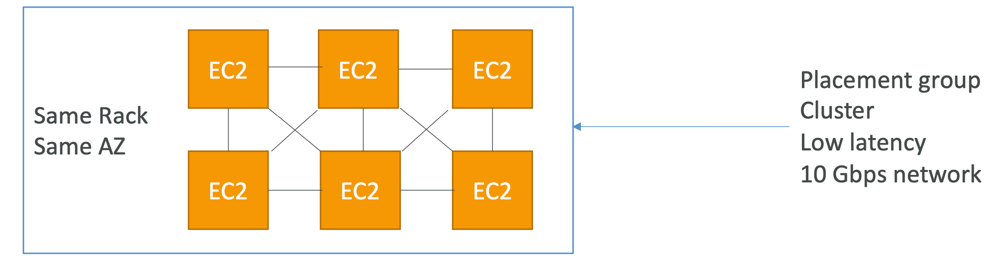 EC2 EC2 EC2
Same Rack
Same AZ
EC2 EC2 EC2
Placement group
Cluster
Low latency
10 Gbps network